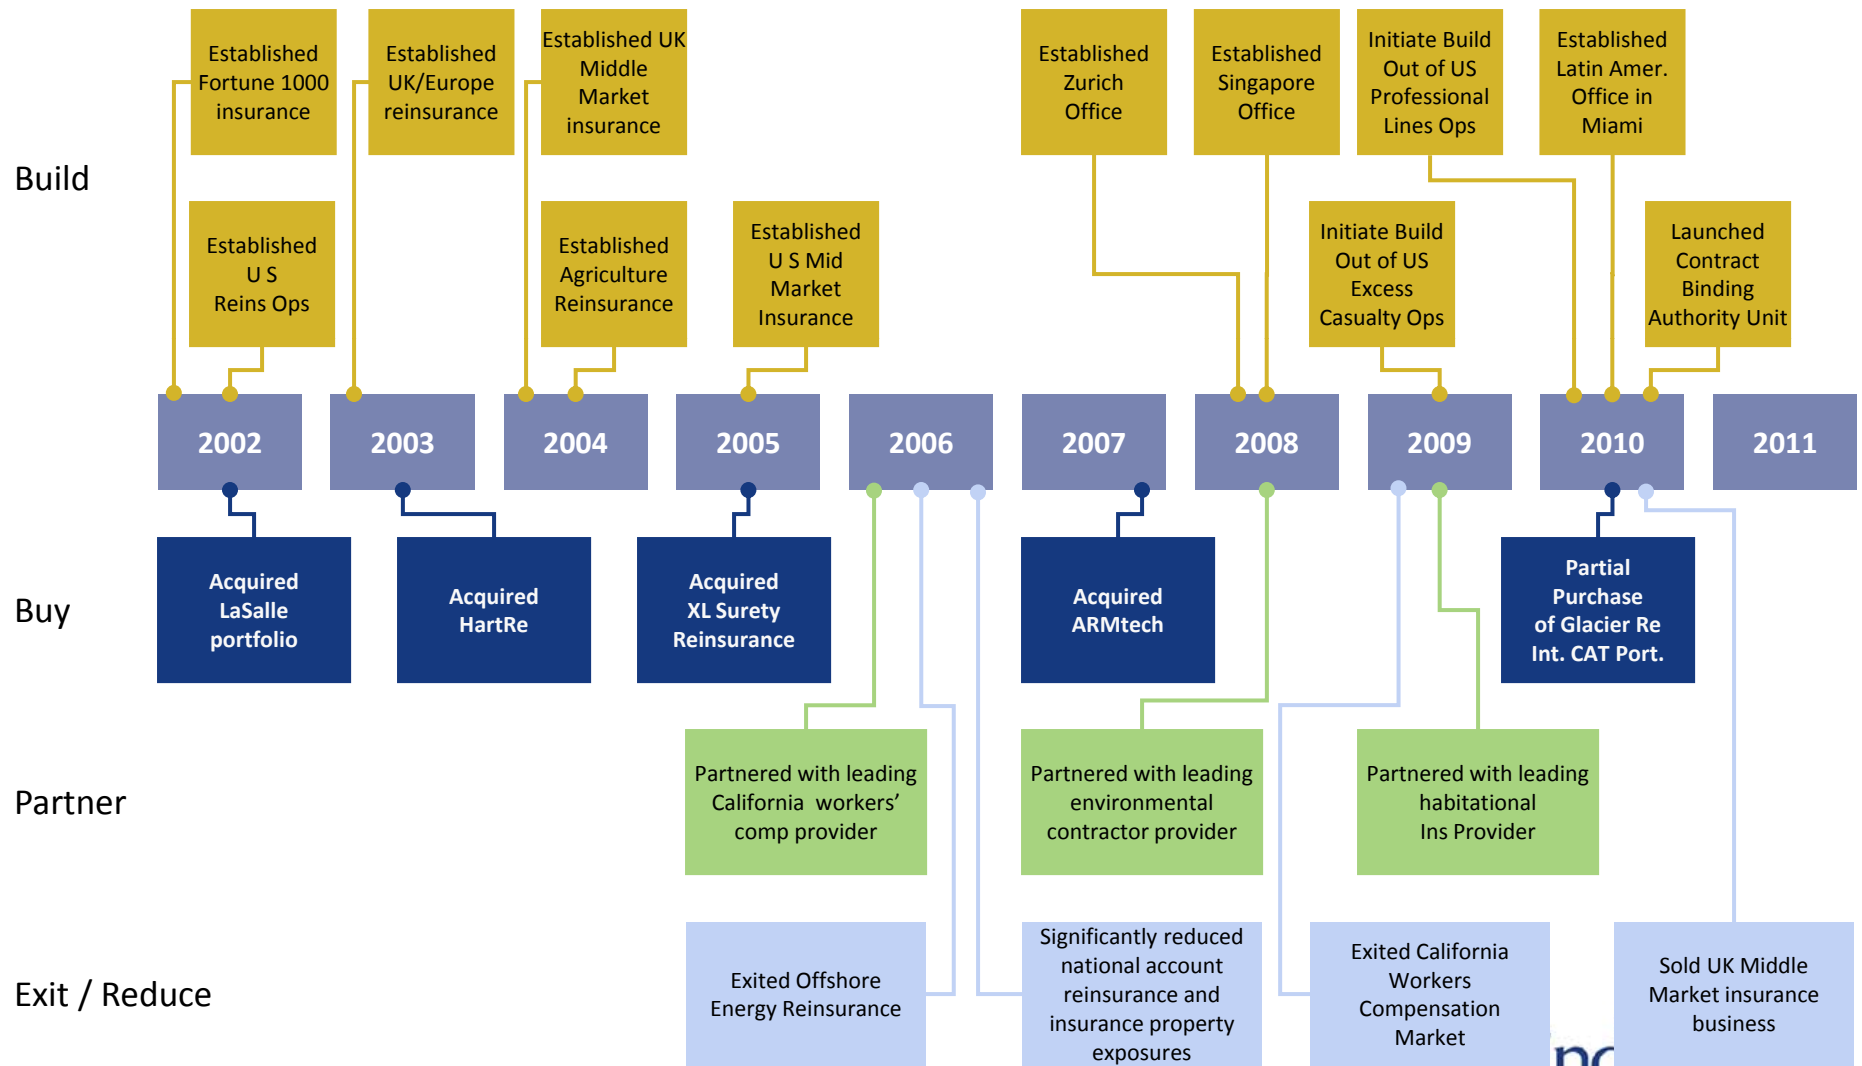 Established
Fortune 1000
insurance
Established
UK/Europe
reinsurance
Established UK
Middle
Market
insurance
Established
Zurich
Office
Established
Singapore
Office
Initiate Build
Out of US
Professional
Lines Ops
Established
Latin Amer.
Office in
Miami
Build
Established
U S
Reins Ops
Established
Agriculture
Reinsurance
Established
U S Mid
Market
Insurance
Initiate Build
Out of US
Excess
Casualty Ops
Launched
Contract
Binding
Authority Unit
2002
2003
2004
2005
2006
2007
2008
2009
2010
2011
Buy
Acquired
LaSalle
portfolio
Acquired
HartRe
Acquired
XL Surety
Reinsurance
Acquired
ARMtech
Partial
Purchase
of Glacier Re
Int. CAT Port.
Partner
Partnered with leading
California workers’
comp provider
Partnered with leading
environmental
contractor provider
Partnered with leading
habitational
Ins Provider
Exit / Reduce
Exited Offshore
Energy Reinsurance
Significantly reduced
national account
reinsurance and
insurance property
exposures
Exited California
Workers
Compensation
Market
Sold UK Middle
Market insurance
business